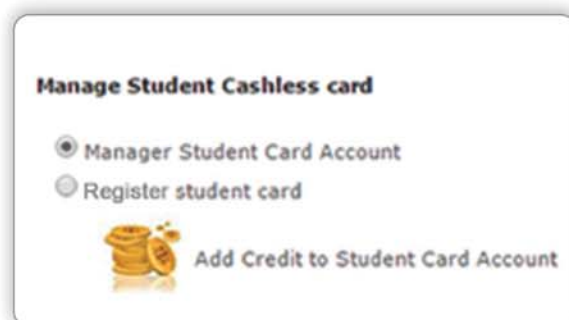 Manage Student Cashless card
Manager Student Card Account
Register student card
Add Credit to Student Card Account